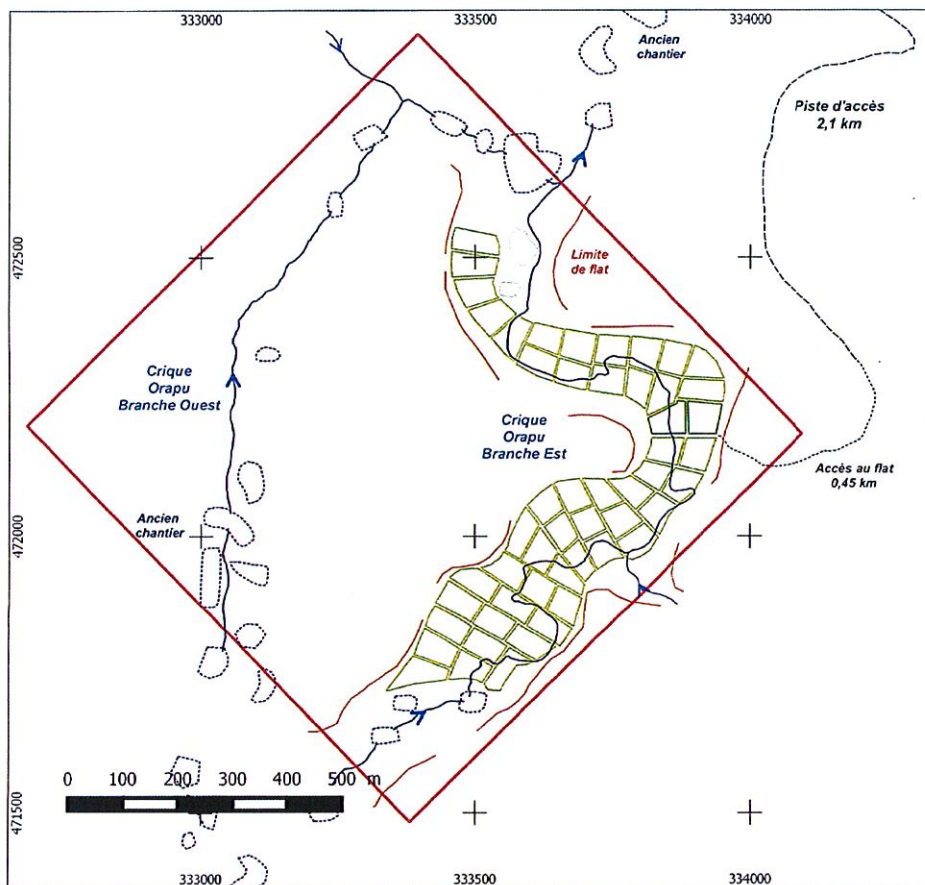 333000
333500
334000
Ancien
chantier
Piste d'accès
2,1 km
472500
Limite
de flat
Crique
Orapu
Branche Ouest
Crique
Orapu
Branche Est
Accès au flat
0,45 km
Ancien
chantier
472000
0 100 200 300 400 500 m
471500
333000
333500
334000